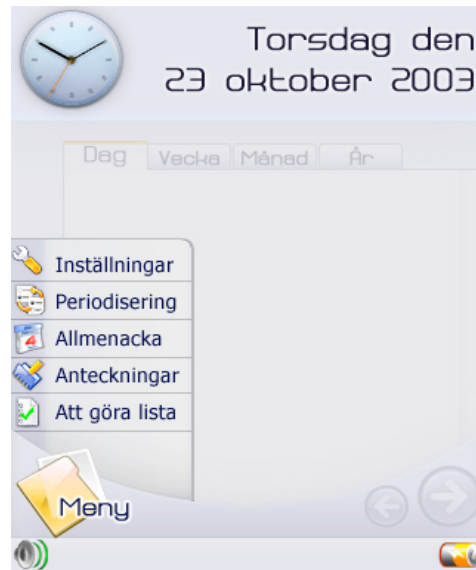 Torsdag den
23 oktober 2003
Dag Vecka Månad År
Inställningar
Periodisering
Allmenacka
Anteckningar
Att göra lista
Meny